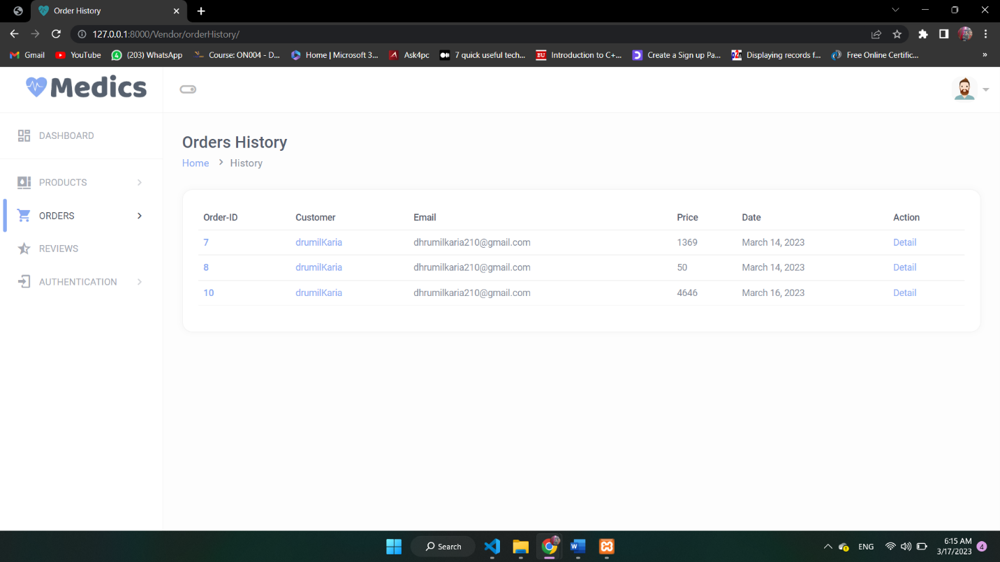 Order History
127.0.0.1:8000/Vendor/orderHistory/
Gmail YouTube (203) WhatsApp Course: ON004 - D... Home | Microsoft 3... Ask4pc 7 quick useful tech... BU Introduction to C+... Create a Sign up Pa... Displaying records f... Free Online Certific... »
Medics
DASHBOARD
PRODUCTS
ORDERS
REVIEWS
AUTHENTICATION
Orders History
Home > History
Order-ID Customer Email Price Date Action
7 drumilKaria dhrumilkaria210@gmail.com 1369 March 14, 2023 Detail
8 drumilKaria dhrumilkaria210@gmail.com 50 March 14, 2023 Detail
10 drumilKaria dhrumilkaria210@gmail.com 4646 March 16, 2023 Detail
Search
ENG
6:15 AM
3/17/2023
4